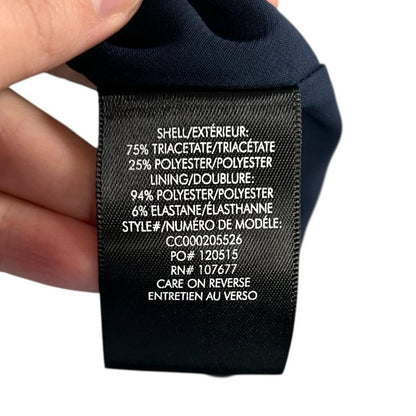 SHELL/EXTÉRIEUR:
75% TRIACETATE/TRIACÉTATE
25% POLYESTER/POLYESTER
LINING/DOUBLURE:
94% POLYESTER/POLYESTER
6% ELASTANE/ÉLASTHANNE
STYLE#/NUMÉRO DE MODÈLE:
CC000205526
PO# 120515
RN# 107677
CARE ON REVERSE
ENTRETIEN AU VERSO